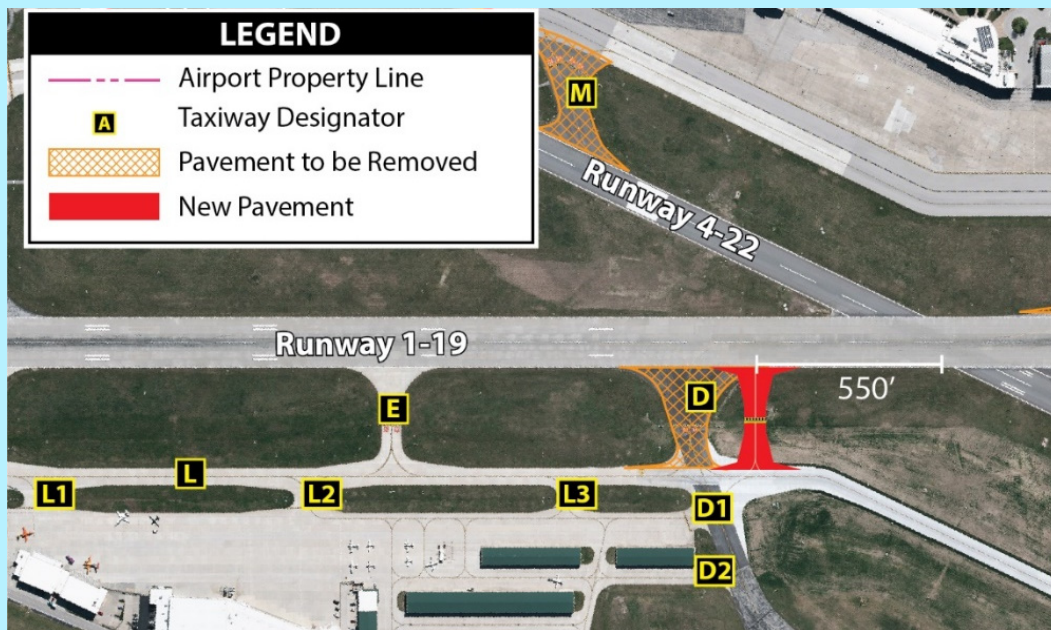 LEGEND
Airport Property Line
A Taxiway Designator
Pavement to be Removed
New Pavement
M
Runway 4-22
Runway 1-19
550’
E
D
L
L1
L2
L3
D1
D2